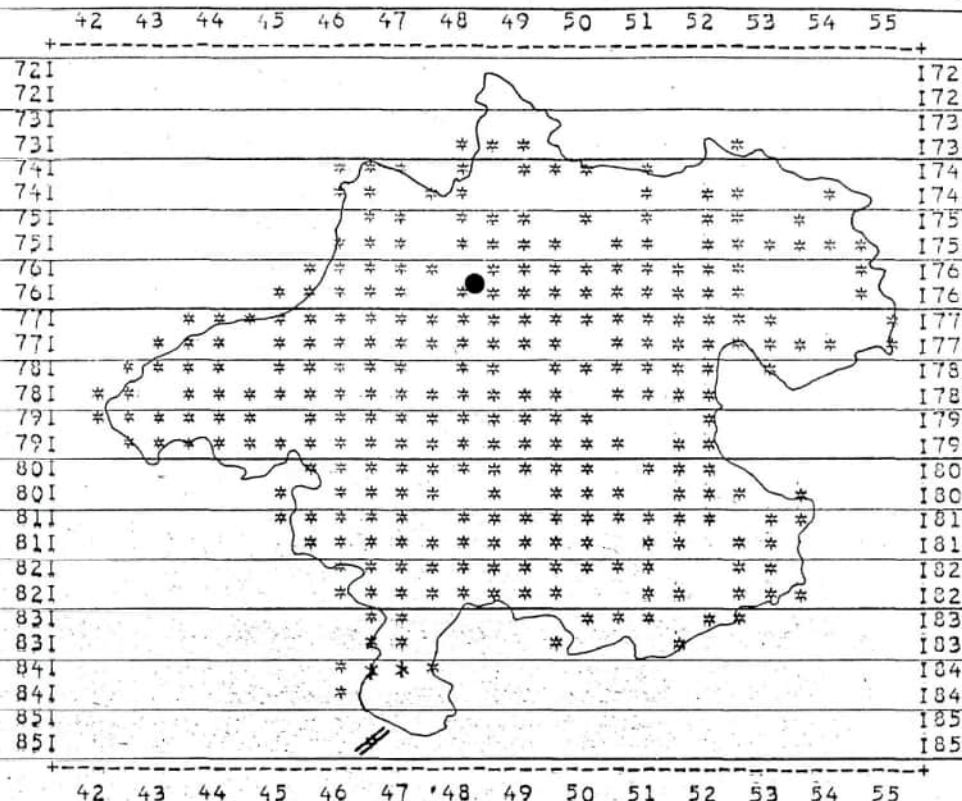 42 43 44 45 46 47 48 49 50 51 52 53 54 55
+---------------------------------------------------------------------+
72I I72
72I I72
73I I73
73I I73
74I I74
74I I74
75I I75
75I I75
76I I76
76I I76
77I I77
77I I77
78I I78
78I I78
79I I79
79I I79
80I I80
80I I80
81I I81
81I I81
82I I82
82I I82
83I I83
83I I83
84I I84
84I I84
85I I85
85I I85
+---------------------------------------------------------------------+
42 43 44 45 46 47 48 49 50 51 52 53 54 55